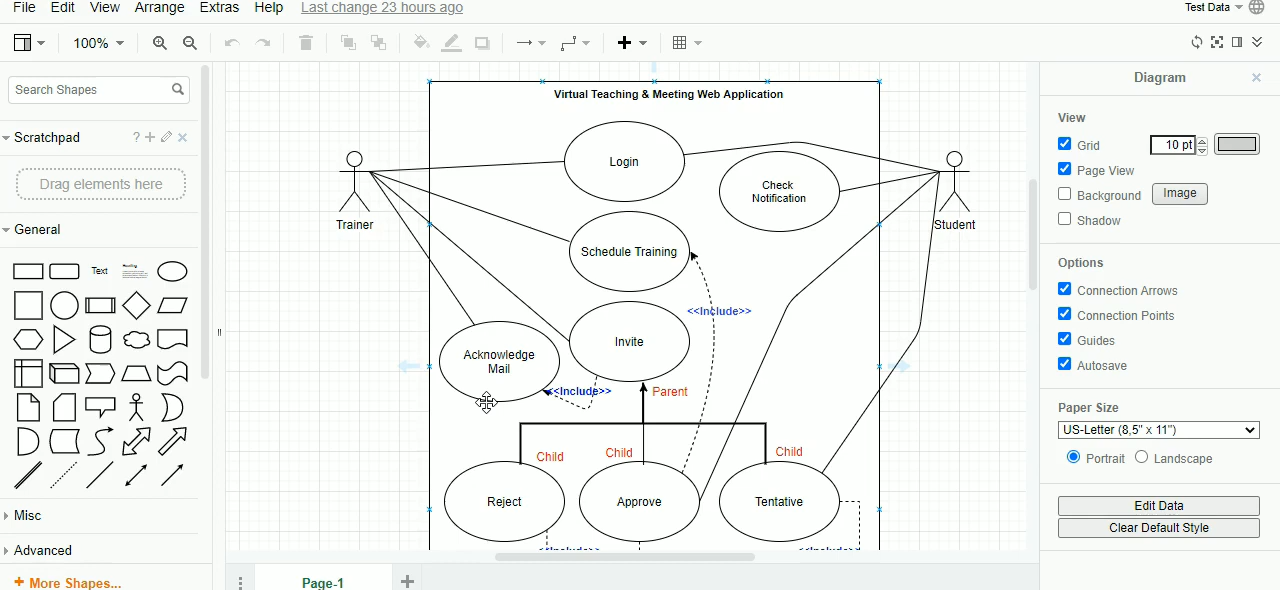 File Edit View Arrange Extras Help Last change 23 hours ago Test Data
100%
Search Shapes
Scratchpad ?
Drag elements here
General
Text
Misc
Advanced
+ More Shapes...
Virtual Teaching & Meeting Web Application
Login
Check
Notification
Trainer
Student
Schedule Training
<<Include>>
Invite
Acknowledge
Mail
<<Include>>
Parent
Child
Child
Child
Reject
Approve
Tentative
<<Include>>
<<Include>>
Page-1
Diagram
View
Grid 10 pt
Page View
Background Image
Shadow
Options
Connection Arrows
Connection Points
Guides
Autosave
Paper Size
US-Letter (8,5" x 11")
Portrait Landscape
Edit Data
Clear Default Style